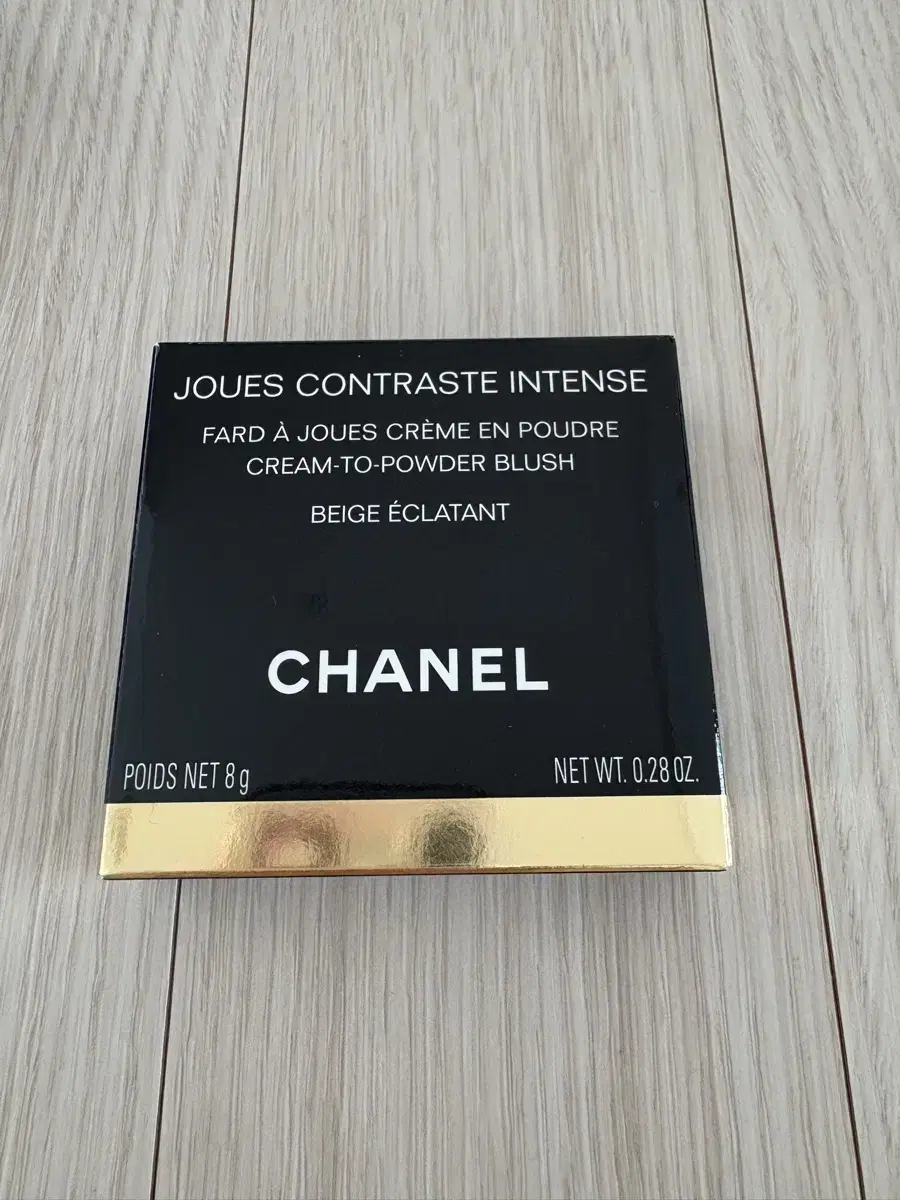 JOUES CONTRASTE INTENSE
FARD À JOUES CRÈME EN POUDRE
CREAM-TO-POWDER BLUSH
BEIGE ÉCLATANT
CHANEL
POIDS NET 8 g NET WT. 0.28 OZ.